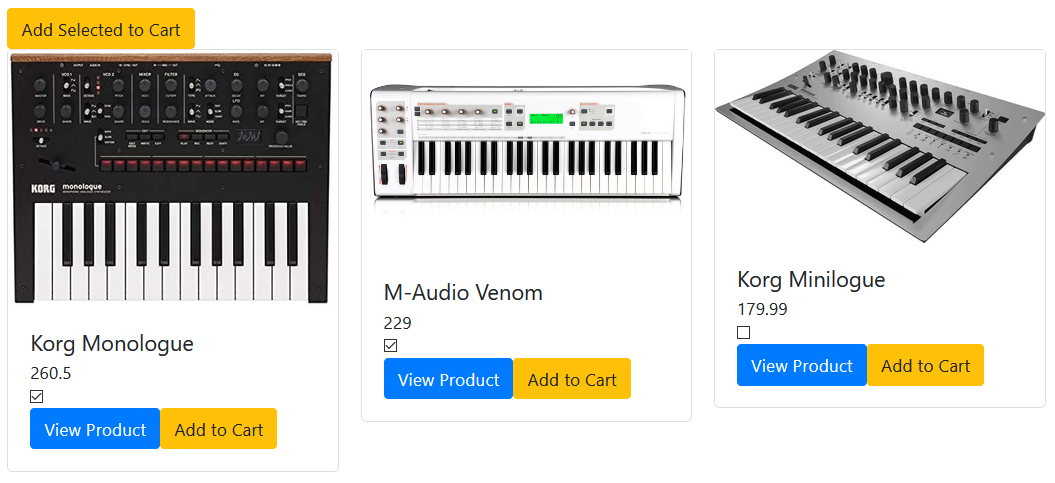 Add Selected to Cart
KORG monologue
Korg Monologue
260.5
View Product Add to Cart
M-Audio Venom
229
View Product Add to Cart
Korg Minilogue
179.99
View Product Add to Cart